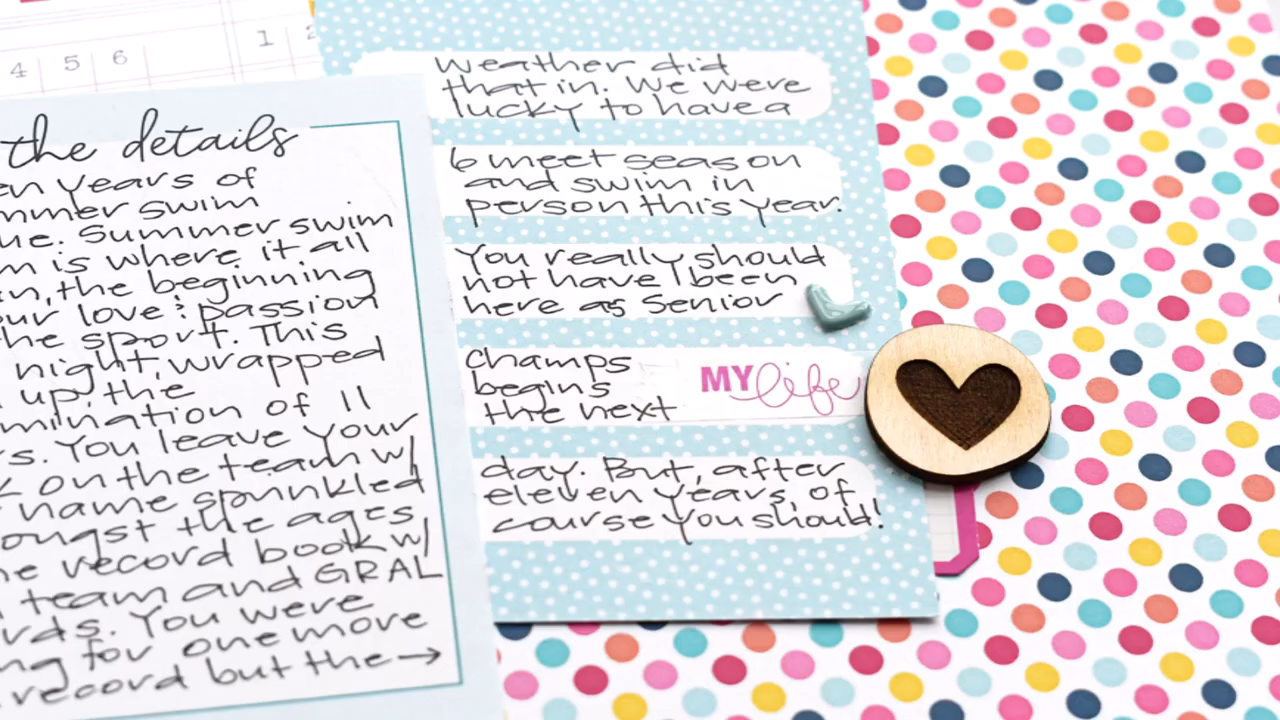 4 5 6 1 2
the details
en years of
mmer swim
ue. Summer swim
m is where it all
n, the beginning
ur love & passion
he sport. This
night, wrapped
up, the
mination of 11
s. You leave your
k on the team w/
name sprinkled
ongst the ages
e record book w/
team and GRAL
rds. You were
ng for one more
record but the →
Weather did
that in. We were
lucky to have a
6 meet season
and swim in
person this year.
You really should
not have been
here as Senior
Champs
begins
the next
MY life
day. But, after
eleven years, of
course you should!